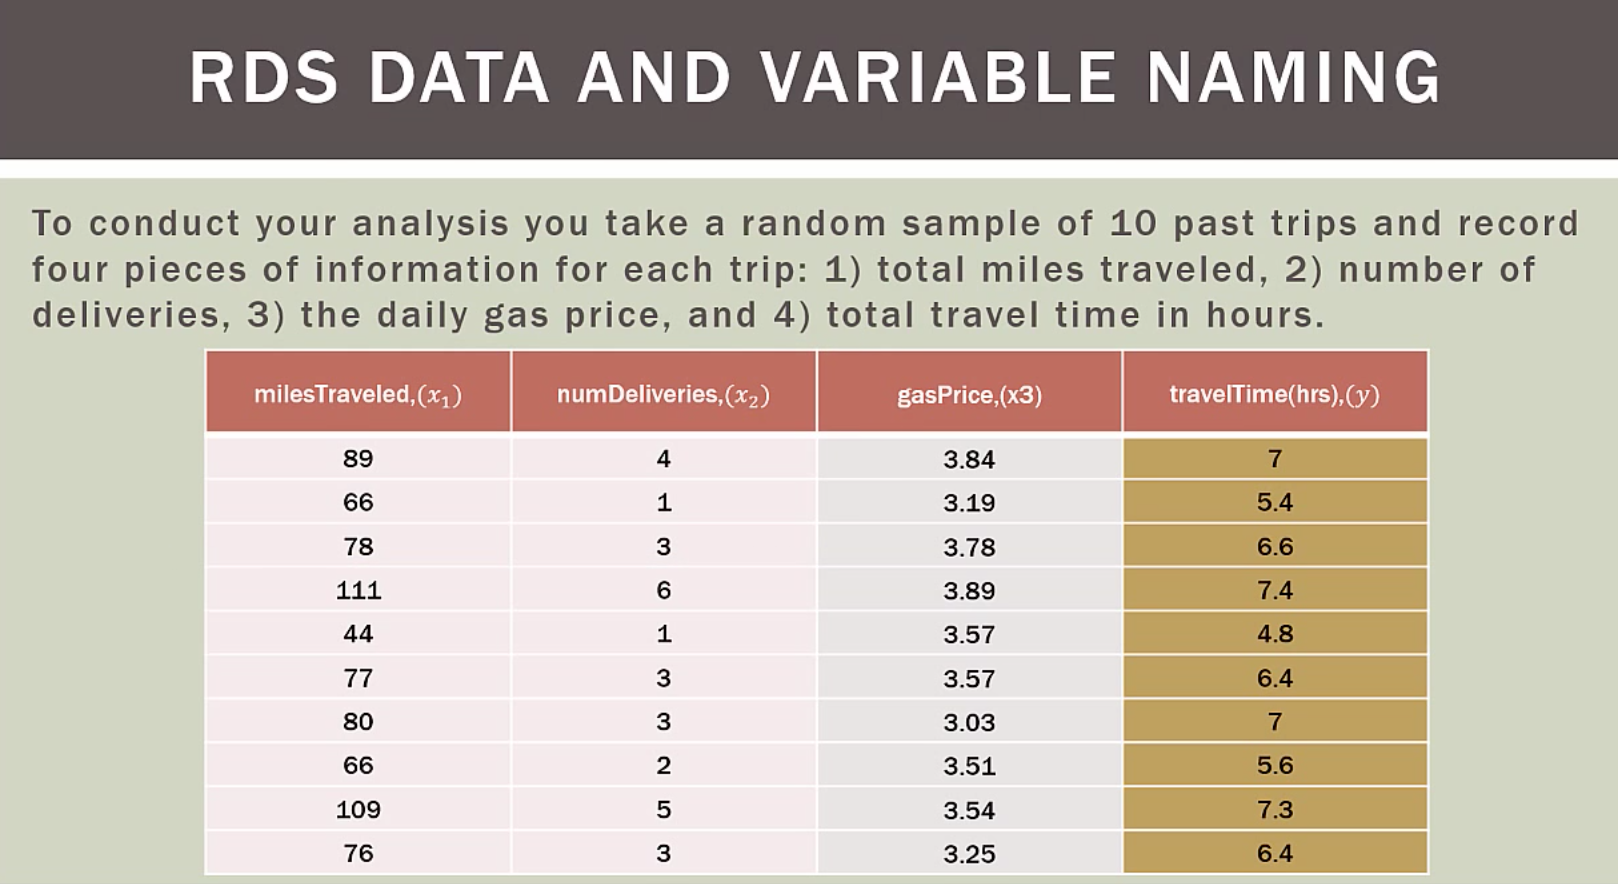 RDS DATA AND VARIABLE NAMING
To conduct your analysis you take a random sample of 10 past trips and record
four pieces of information for each trip: 1) total miles traveled, 2) number of
deliveries, 3) the daily gas price, and 4) total travel time in hours.
milesTraveled,(x₁) numDeliveries,(x₂) gasPrice,(x3) travelTime(hrs),(y)
89 4 3.84 7
66 1 3.19 5.4
78 3 3.78 6.6
111 6 3.89 7.4
44 1 3.57 4.8
77 3 3.57 6.4
80 3 3.03 7
66 2 3.51 5.6
109 5 3.54 7.3
76 3 3.25 6.4